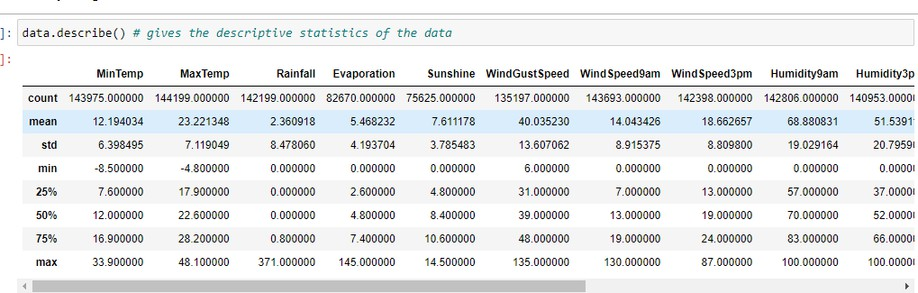 ]: data.describe() # gives the descriptive statistics of the data
]:
MinTemp MaxTemp Rainfall Evaporation Sunshine WindGustSpeed WindSpeed9am WindSpeed3pm Humidity9am Humidity3p
count 143975.000000 144199.000000 142199.000000 82670.000000 75625.000000 135197.000000 143693.000000 142398.000000 142806.000000 140953.0000
mean 12.194034 23.221348 2.360918 5.468232 7.611178 40.035230 14.043426 18.662657 68.880831 51.5391
std 6.398495 7.119049 8.478060 4.193704 3.785483 13.607062 8.915375 8.809800 19.029164 20.7959
min -8.500000 -4.800000 0.000000 0.000000 0.000000 6.000000 0.000000 0.000000 0.000000 0.0000
25% 7.600000 17.900000 0.000000 2.600000 4.800000 31.000000 7.000000 13.000000 57.000000 37.0000
50% 12.000000 22.600000 0.000000 4.800000 8.400000 39.000000 13.000000 19.000000 70.000000 52.0000
75% 16.900000 28.200000 0.800000 7.400000 10.600000 48.000000 19.000000 24.000000 83.000000 66.0000
max 33.900000 48.100000 371.000000 145.000000 14.500000 135.000000 130.000000 87.000000 100.000000 100.0000